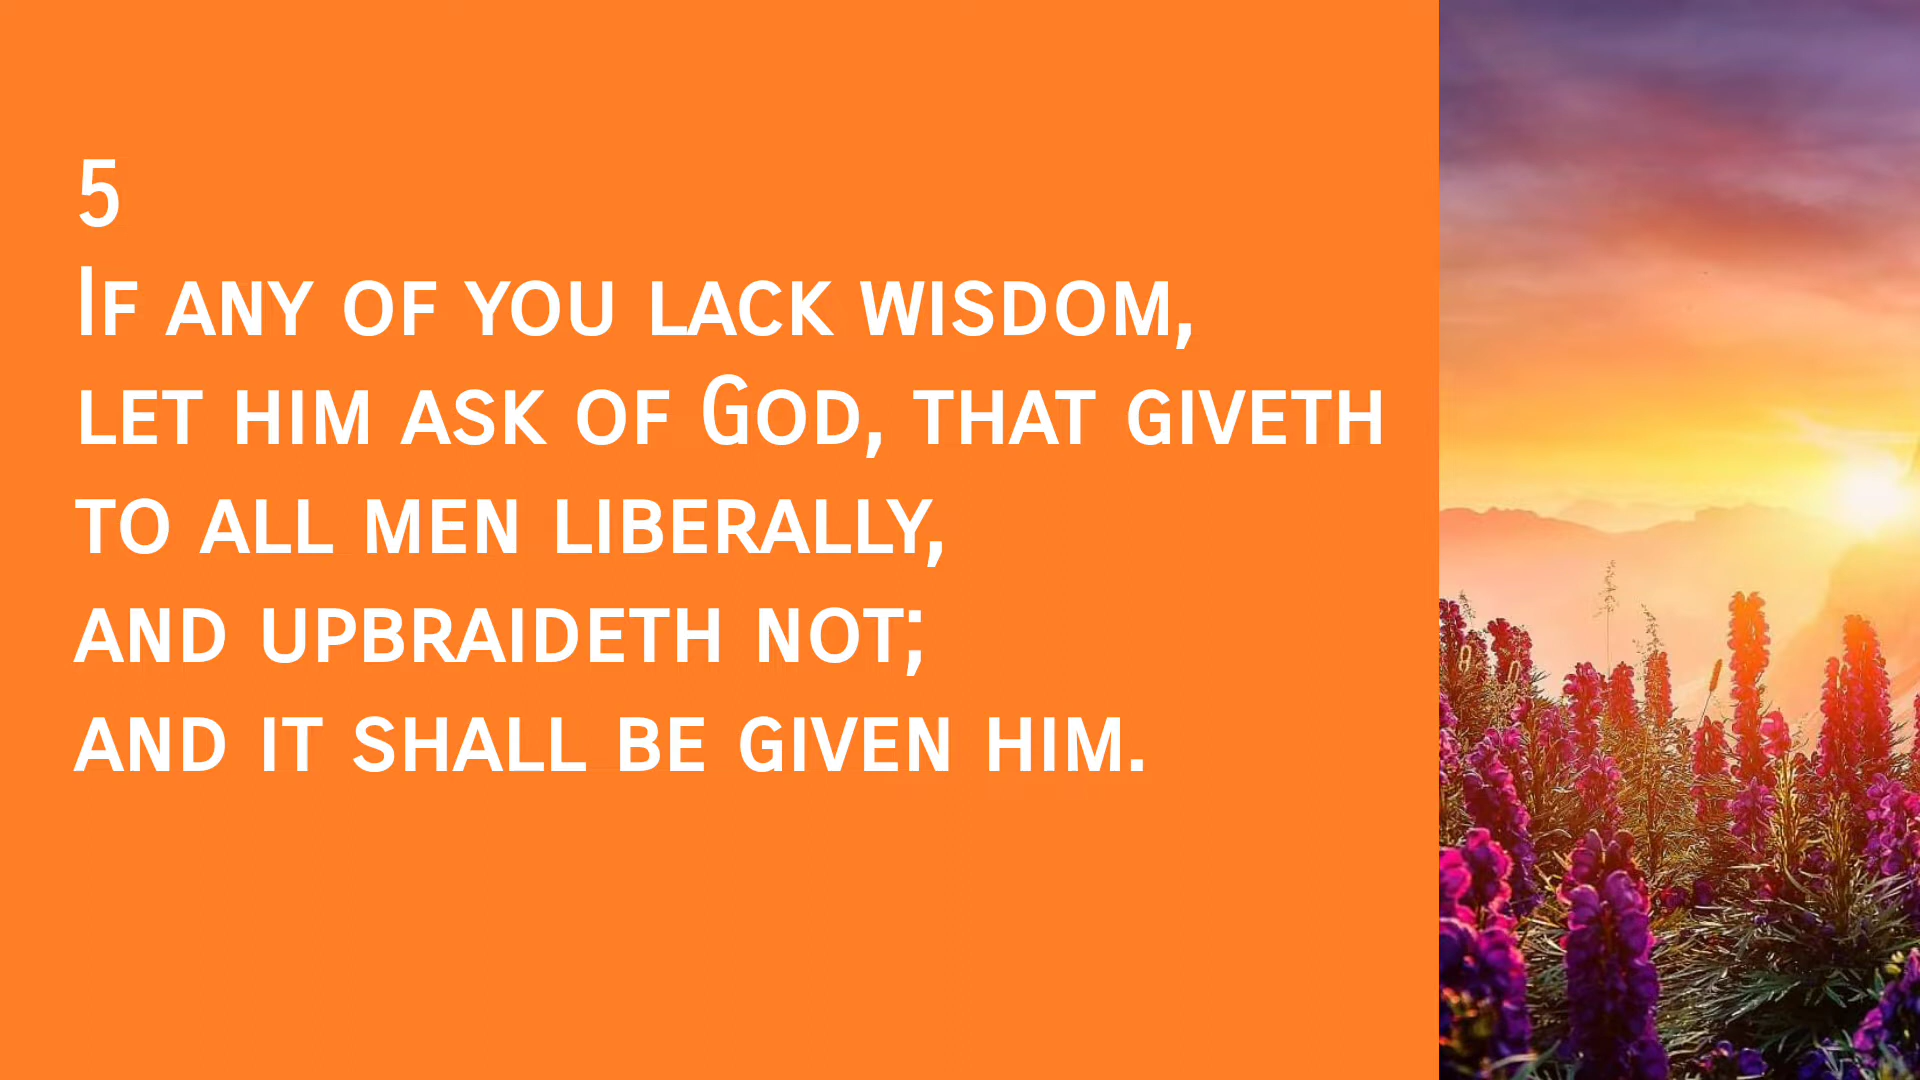 5
If any of you lack wisdom,
let him ask of God, that giveth
to all men liberally,
and upbraideth not;
and it shall be given him.